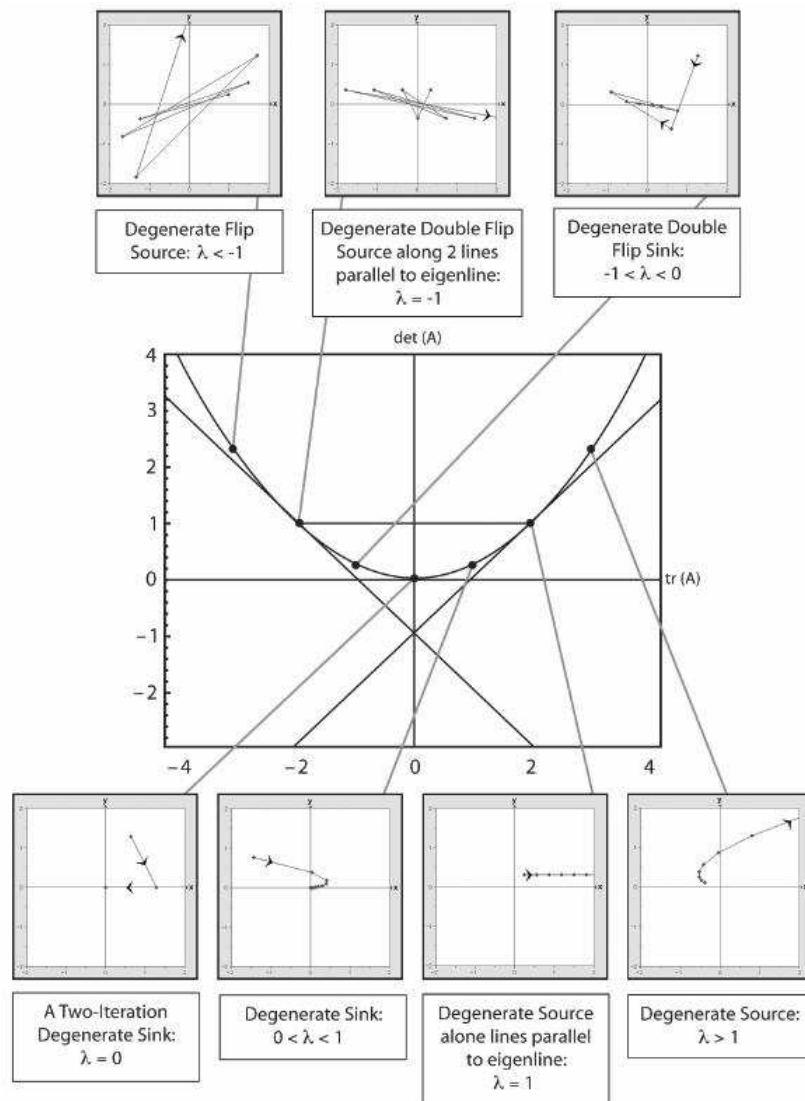 y
y
y
x
x
x
Degenerate Flip
Source: λ < -1
Degenerate Double Flip
Source along 2 lines
parallel to eigenline:
λ = -1
Degenerate Double
Flip Sink:
-1 < λ < 0
det (A)
4
3
2
1
0
−1
−2
tr (A)
−4
−2
0
2
4
y
y
y
y
x
x
x
x
A Two-Iteration
Degenerate Sink:
λ = 0
Degenerate Sink:
0 < λ < 1
Degenerate Source
alone lines parallel
to eigenline:
λ = 1
Degenerate Source:
λ > 1